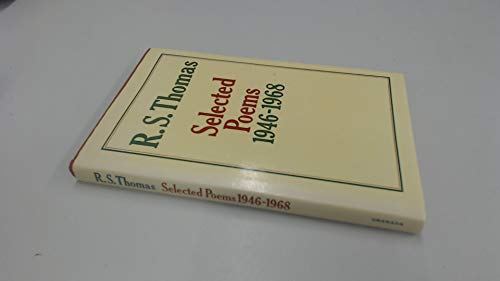 R.S.Thomas
Selected
Poems
1946-1968
R.S.Thomas Selected Poems 1946-1968